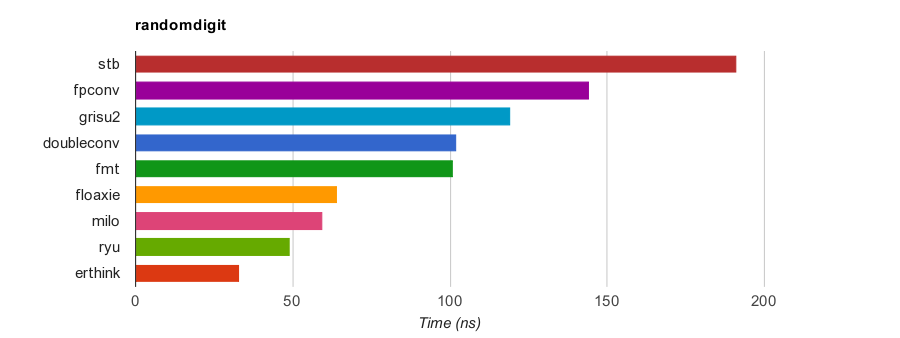 randomdigit
stb
fpconv
grisu2
doubleconv
fmt
floaxie
milo
ryu
erthink
0 50 100 150 200
Time (ns)